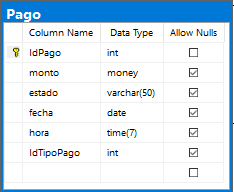 Pago
Column Name Data Type Allow Nulls
IdPago int
monto money
estado varchar(50)
fecha date
hora time(7)
IdTipoPago int